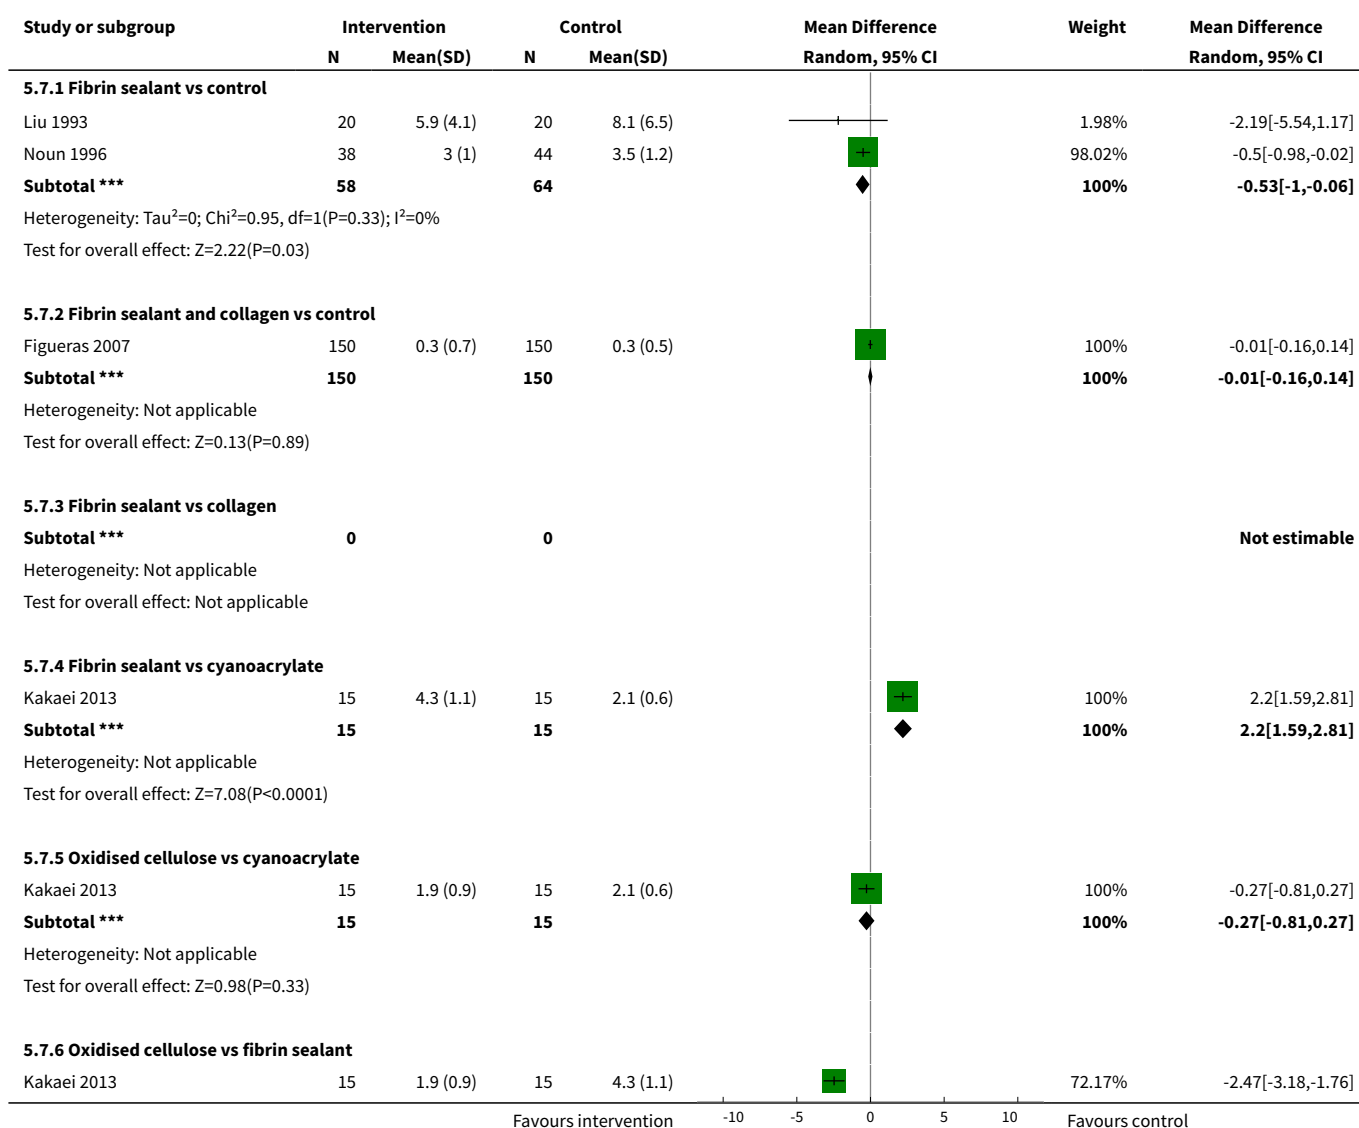 Study or subgroup Intervention Control Mean Difference Weight Mean Difference
N Mean(SD) N Mean(SD) Random, 95% CI Random, 95% CI
5.7.1 Fibrin sealant vs control
Liu 1993 20 5.9 (4.1) 20 8.1 (6.5) 1.98% -2.19[-5.54,1.17]
Noun 1996 38 3 (1) 44 3.5 (1.2) 98.02% -0.5[-0.98,-0.02]
Subtotal *** 58 64 100% -0.53[-1,-0.06]
Heterogeneity: Tau²=0; Chi²=0.95, df=1(P=0.33); I²=0%
Test for overall effect: Z=2.22(P=0.03)
5.7.2 Fibrin sealant and collagen vs control
Figueras 2007 150 0.3 (0.7) 150 0.3 (0.5) 100% -0.01[-0.16,0.14]
Subtotal *** 150 150 100% -0.01[-0.16,0.14]
Heterogeneity: Not applicable
Test for overall effect: Z=0.13(P=0.89)
5.7.3 Fibrin sealant vs collagen
Subtotal *** 0 0 Not estimable
Heterogeneity: Not applicable
Test for overall effect: Not applicable
5.7.4 Fibrin sealant vs cyanoacrylate
Kakaei 2013 15 4.3 (1.1) 15 2.1 (0.6) 100% 2.2[1.59,2.81]
Subtotal *** 15 15 100% 2.2[1.59,2.81]
Heterogeneity: Not applicable
Test for overall effect: Z=7.08(P<0.0001)
5.7.5 Oxidised cellulose vs cyanoacrylate
Kakaei 2013 15 1.9 (0.9) 15 2.1 (0.6) 100% -0.27[-0.81,0.27]
Subtotal *** 15 15 100% -0.27[-0.81,0.27]
Heterogeneity: Not applicable
Test for overall effect: Z=0.98(P=0.33)
5.7.6 Oxidised cellulose vs fibrin sealant
Kakaei 2013 15 1.9 (0.9) 15 4.3 (1.1) 72.17% -2.47[-3.18,-1.76]
Favours intervention -10 -5 0 5 10 Favours control